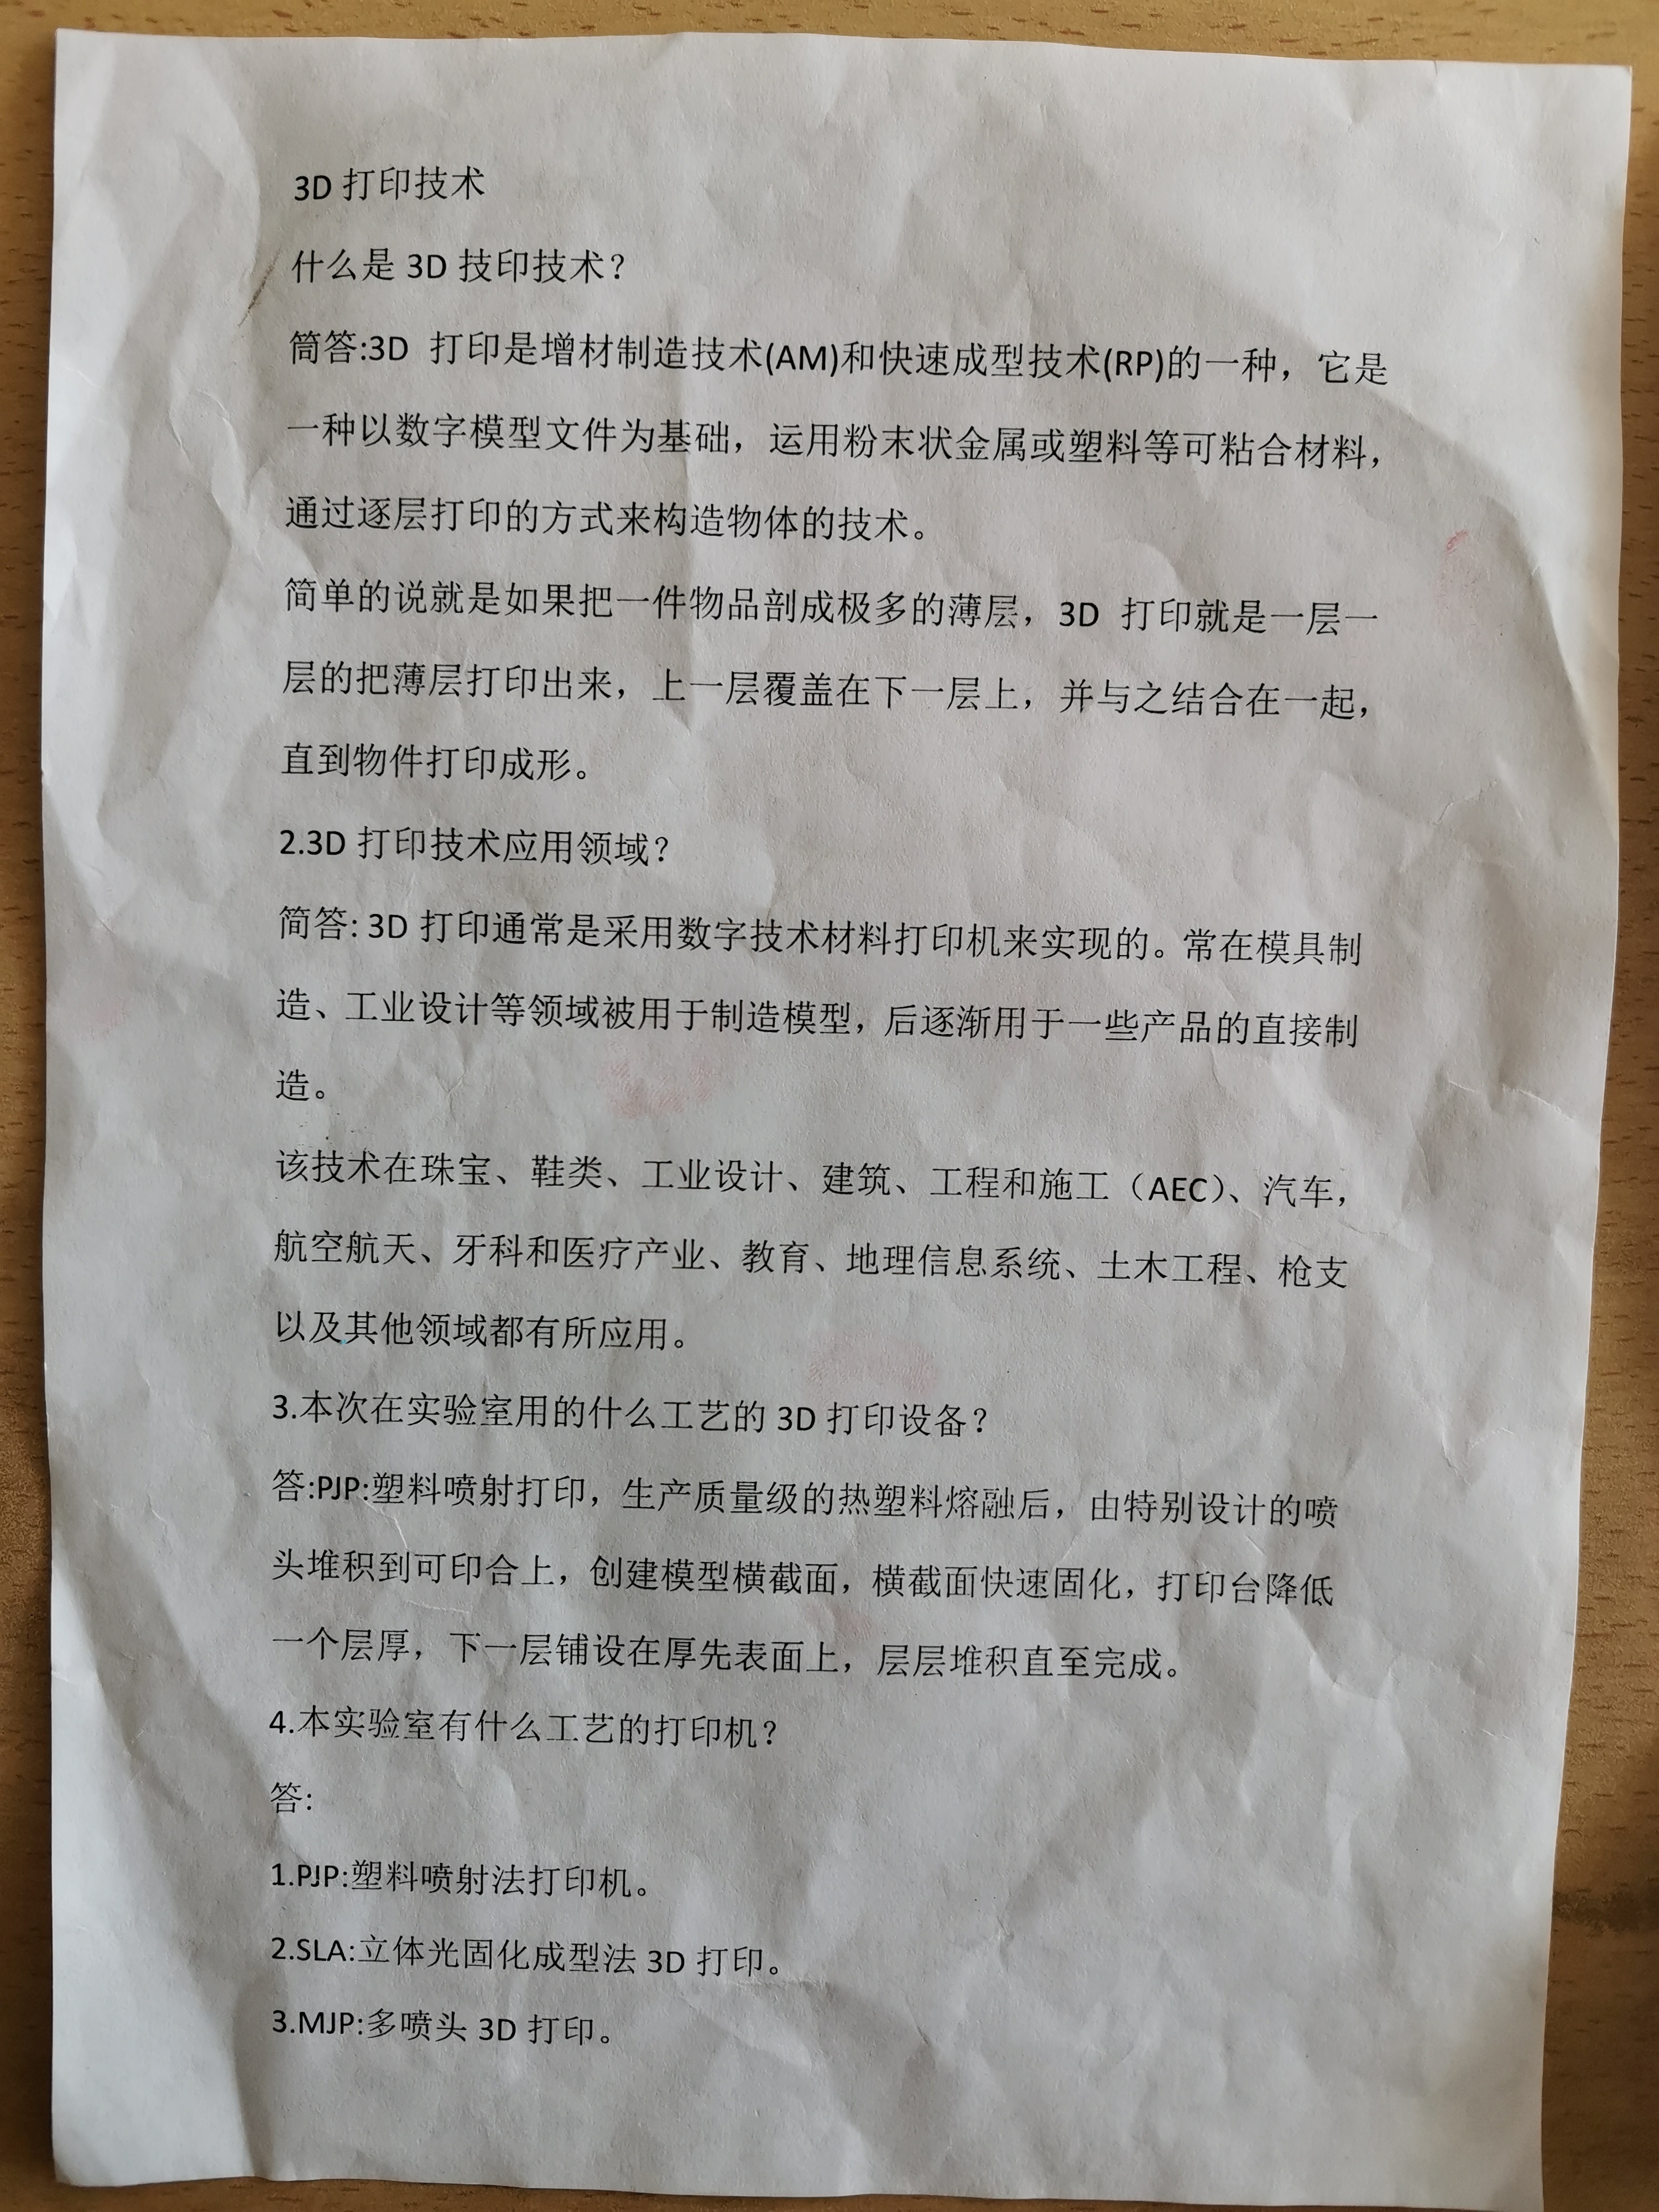 3D 打印技术
什么是 3D 技印技术？
筒答:3D 打印是增材制造技术(AM)和快速成型技术(RP)的一种，它是
一种以数字模型文件为基础，运用粉末状金属或塑料等可粘合材料，
通过逐层打印的方式来构造物体的技术。
简单的说就是如果把一件物品剖成极多的薄层，3D 打印就是一层一
层的把薄层打印出来，上一层覆盖在下一层上，并与之结合在一起，
直到物件打印成形。
2.3D 打印技术应用领域？
简答: 3D 打印通常是采用数字技术材料打印机来实现的。常在模具制
造、工业设计等领域被用于制造模型，后逐渐用于一些产品的直接制
造。
该技术在珠宝、鞋类、工业设计、建筑、工程和施工（AEC）、汽车，
航空航天、牙科和医疗产业、教育、地理信息系统、土木工程、枪支
以及其他领域都有所应用。
3.本次在实验室用的什么工艺的 3D 打印设备？
答:PJP:塑料喷射打印，生产质量级的热塑料熔融后，由特别设计的喷
头堆积到可印合上，创建模型横截面，横截面快速固化，打印台降低
一个层厚，下一层铺设在厚先表面上，层层堆积直至完成。
4.本实验室有什么工艺的打印机？
答:
1.PJP:塑料喷射法打印机。
2.SLA:立体光固化成型法 3D 打印。
3.MJP:多喷头 3D 打印。